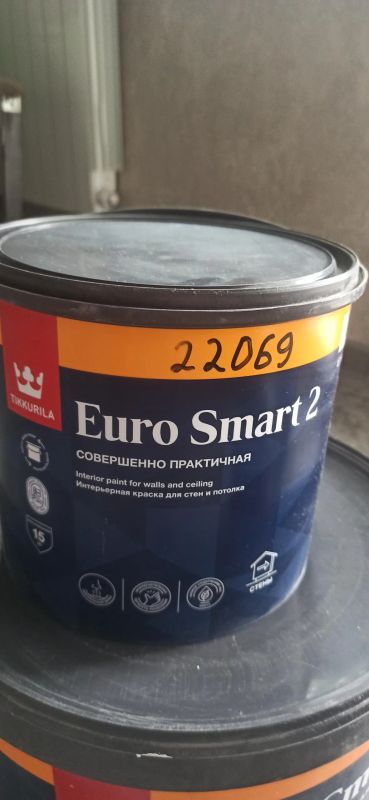 22069
TIKKURILA
Euro Smart 2
СОВЕРШЕННО ПРАКТИЧНАЯ
Interior paint for walls and ceiling
Интерьерная краска для стен и потолка
15
СТЕНЫ